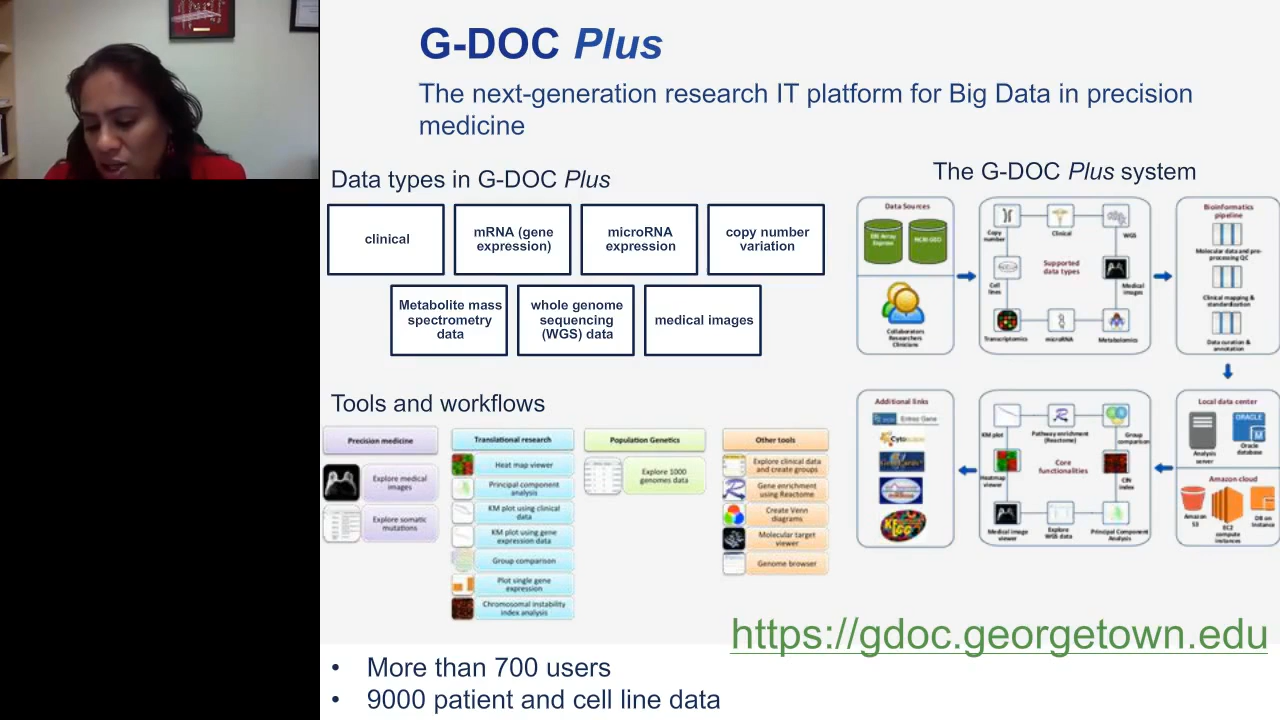 G-DOC Plus
The next-generation research IT platform for Big Data in precision
medicine
Data types in G-DOC Plus
clinical
mRNA (gene
expression)
microRNA
expression
copy number
variation
Metabolite mass
spectrometry
data
whole genome
sequencing
(WGS) data
medical images
Tools and workflows
Precision medicine
Explore medical
images
Explore somatic
mutations
Translational research
Heat map viewer
Principal component
analysis
KM plot using clinical
data
KM plot using gene
expression data
Group comparison
Plot single gene
expression
Chromosomal instability
index analysis
Population Genetics
Explore 1000
genomes data
Other tools
Explore clinical data
and create groups
Gene enrichment
using Reactome
Create Venn
diagrams
Molecular target
viewer
Genome browser
The G-DOC Plus system
Data Sources
EBI Array
Express
NCBI GEO
Collaborators
Researchers
Clinicians
Copy
number
Clinical
WGS
Cell
lines
Supported
data types
Medical
images
Transcriptomics
microRNA
Metabolomics
Bioinformatics
pipeline
Molecular data and pre-
processing QC
Clinical mapping &
standardization
Data curation &
annotation
Additional links
Entrez Gene
Cytoscape
GeneCards
KEGG
KM plot
Pathway enrichment
(Reactome)
Group
comparison
Heatmap
viewer
Core
functionalities
CIN
index
Medical image
viewer
Explore
WGS data
Principal Component
Analysis
Local data center
Analysis
server
ORACLE
Oracle
database
Amazon cloud
Amazon
S3
EC2
compute
instances
DB on
Instance
https://gdoc.georgetown.edu
• More than 700 users
• 9000 patient and cell line data